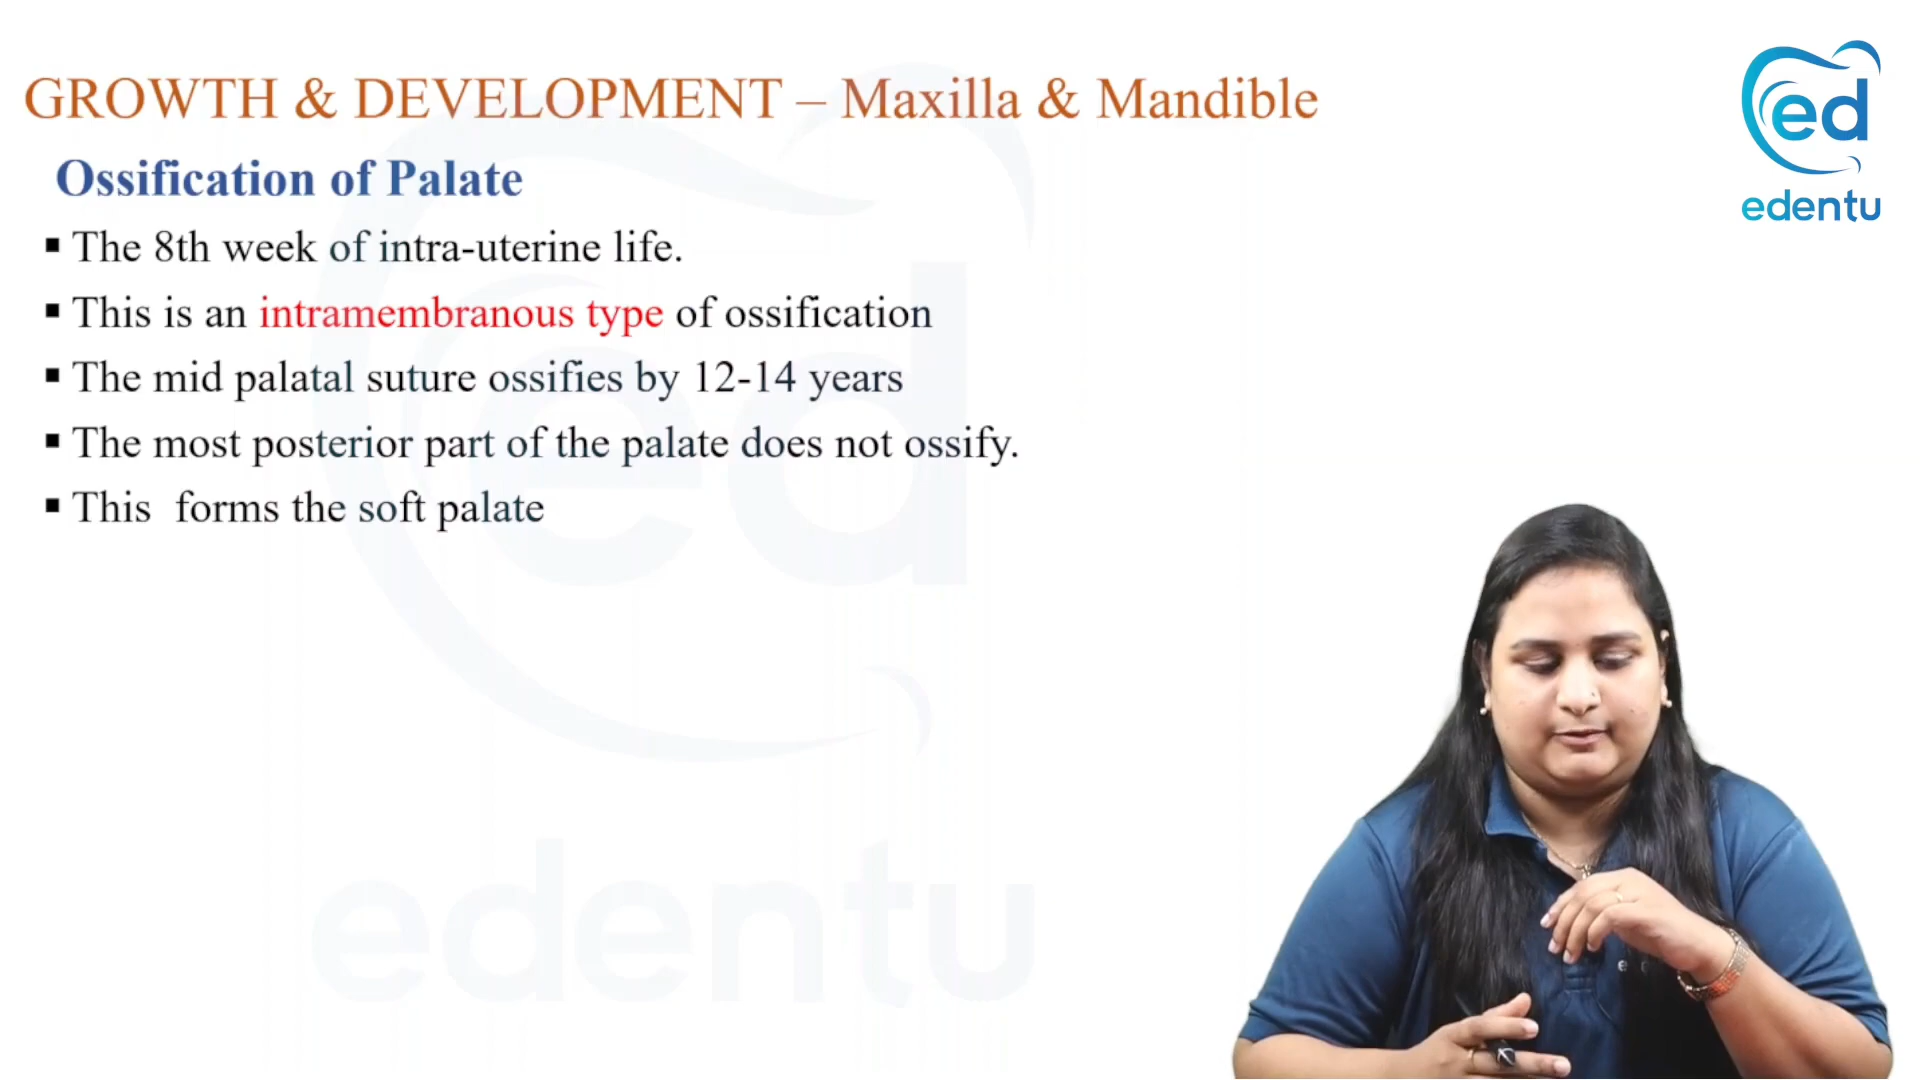 GROWTH & DEVELOPMENT – Maxilla & Mandible
ed
edentu
Ossification of Palate
▪ The 8th week of intra-uterine life.
▪ This is an intramembranous type of ossification
▪ The mid palatal suture ossifies by 12-14 years
▪ The most posterior part of the palate does not ossify.
▪ This forms the soft palate
ed
edentu